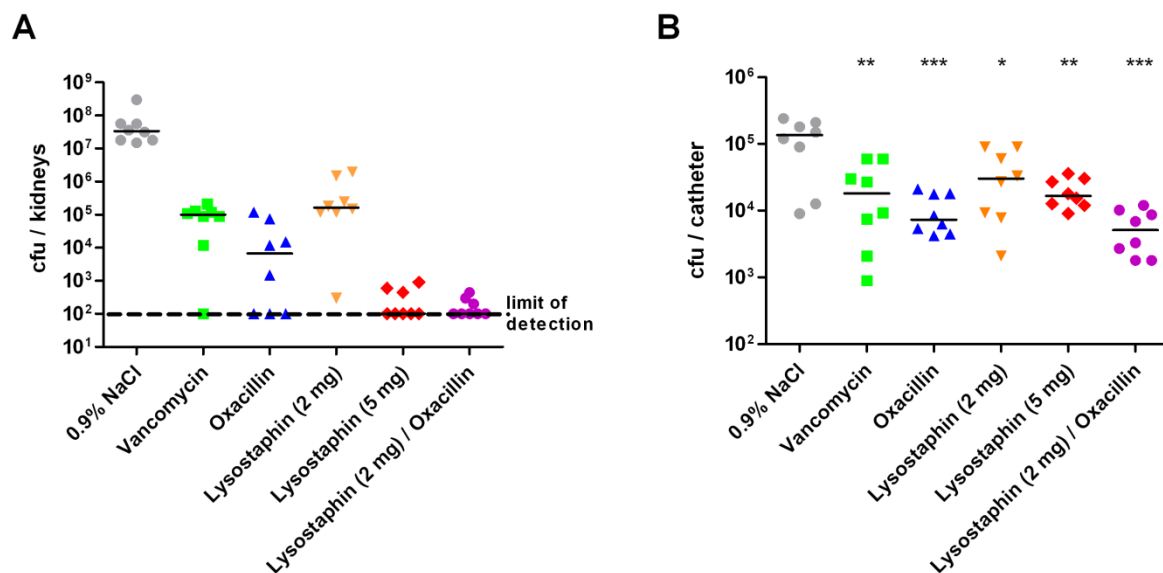 A
cfu / kidneys
10⁹
10⁸
10⁷
10⁶
10⁵
10⁴
10³
10²
10¹
limit of
detection
0.9% NaCl
Vancomycin
Oxacillin
Lysostaphin (2 mg)
Lysostaphin (5 mg)
Lysostaphin (2 mg) / Oxacillin
B
** *** * ** ***
cfu / catheter
10⁶
10⁵
10⁴
10³
10²
0.9% NaCl
Vancomycin
Oxacillin
Lysostaphin (2 mg)
Lysostaphin (5 mg)
Lysostaphin (2 mg) / Oxacillin